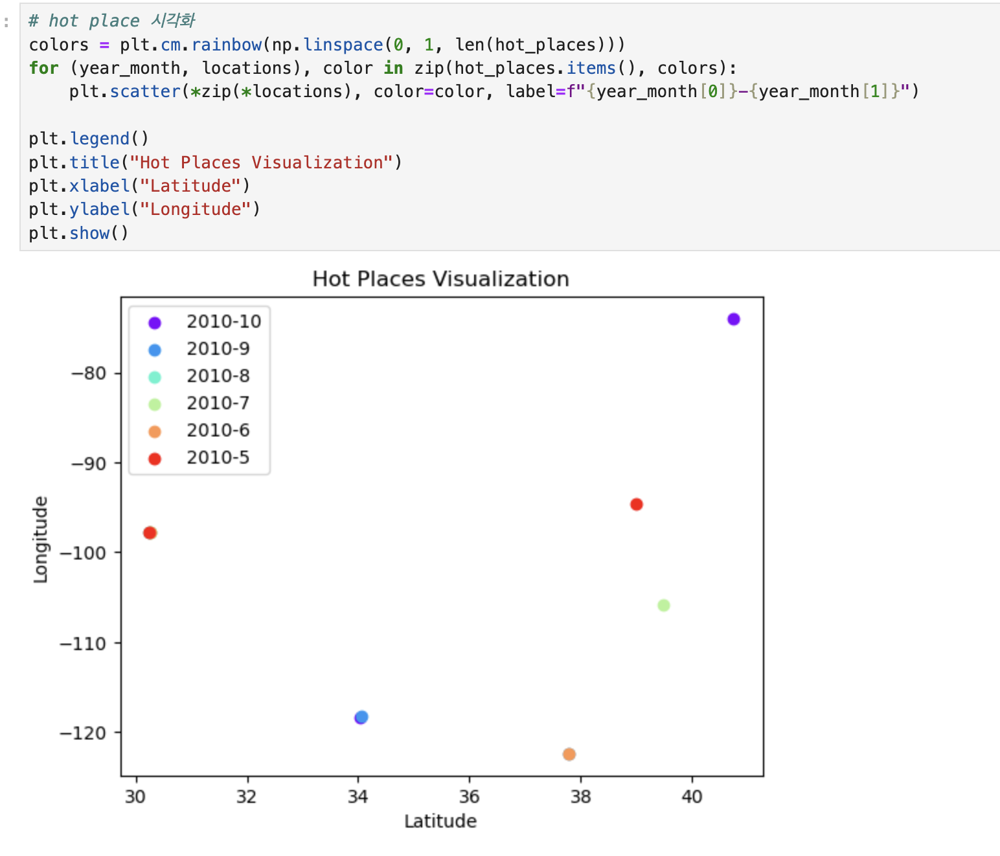 :
# hot place 시각화
colors = plt.cm.rainbow(np.linspace(0, 1, len(hot_places)))
for (year_month, locations), color in zip(hot_places.items(), colors):
    plt.scatter(*zip(*locations), color=color, label=f"{year_month[0]}-{year_month[1]}")

plt.legend()
plt.title("Hot Places Visualization")
plt.xlabel("Latitude")
plt.ylabel("Longitude")
plt.show()
Hot Places Visualization
2010-10
2010-9
2010-8
2010-7
2010-6
2010-5
−80
−90
−100
−110
−120
Longitude
30 32 34 36 38 40
Latitude